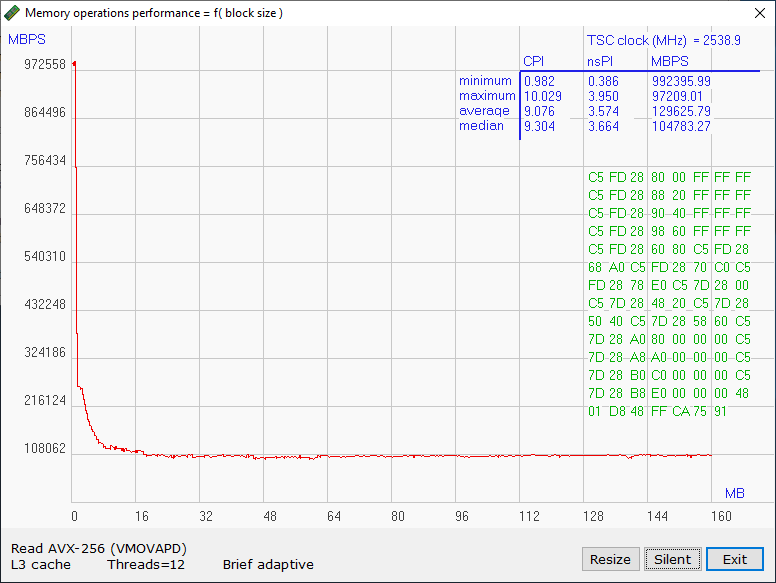 Memory operations performance = f( block size )
MBPS
TSC clock (MHz) = 2538.9
CPI nsPI MBPS
minimum 0.982 0.386 992395.99
maximum 10.029 3.950 97209.01
average 9.076 3.574 129625.79
median 9.304 3.664 104783.27
972558
864496
756434
648372
540310
432248
324186
216124
108062
C5 FD 28 80 00 FF FF FF
C5 FD 28 88 20 FF FF FF
C5 FD 28 90 40 FF FF FF
C5 FD 28 98 60 FF FF FF
C5 FD 28 60 80 C5 FD 28
68 A0 C5 FD 28 70 C0 C5
FD 28 78 E0 C5 7D 28 00
C5 7D 28 48 20 C5 7D 28
50 40 C5 7D 28 58 60 C5
7D 28 A0 80 00 00 00 C5
7D 28 A8 A0 00 00 00 C5
7D 28 B0 C0 00 00 00 C5
7D 28 B8 E0 00 00 00 48
01 D8 48 FF CA 75 91
MB
0 16 32 48 64 80 96 112 128 144 160
Read AVX-256 (VMOVAPD)
L3 cache Threads=12 Brief adaptive
Resize Silent Exit